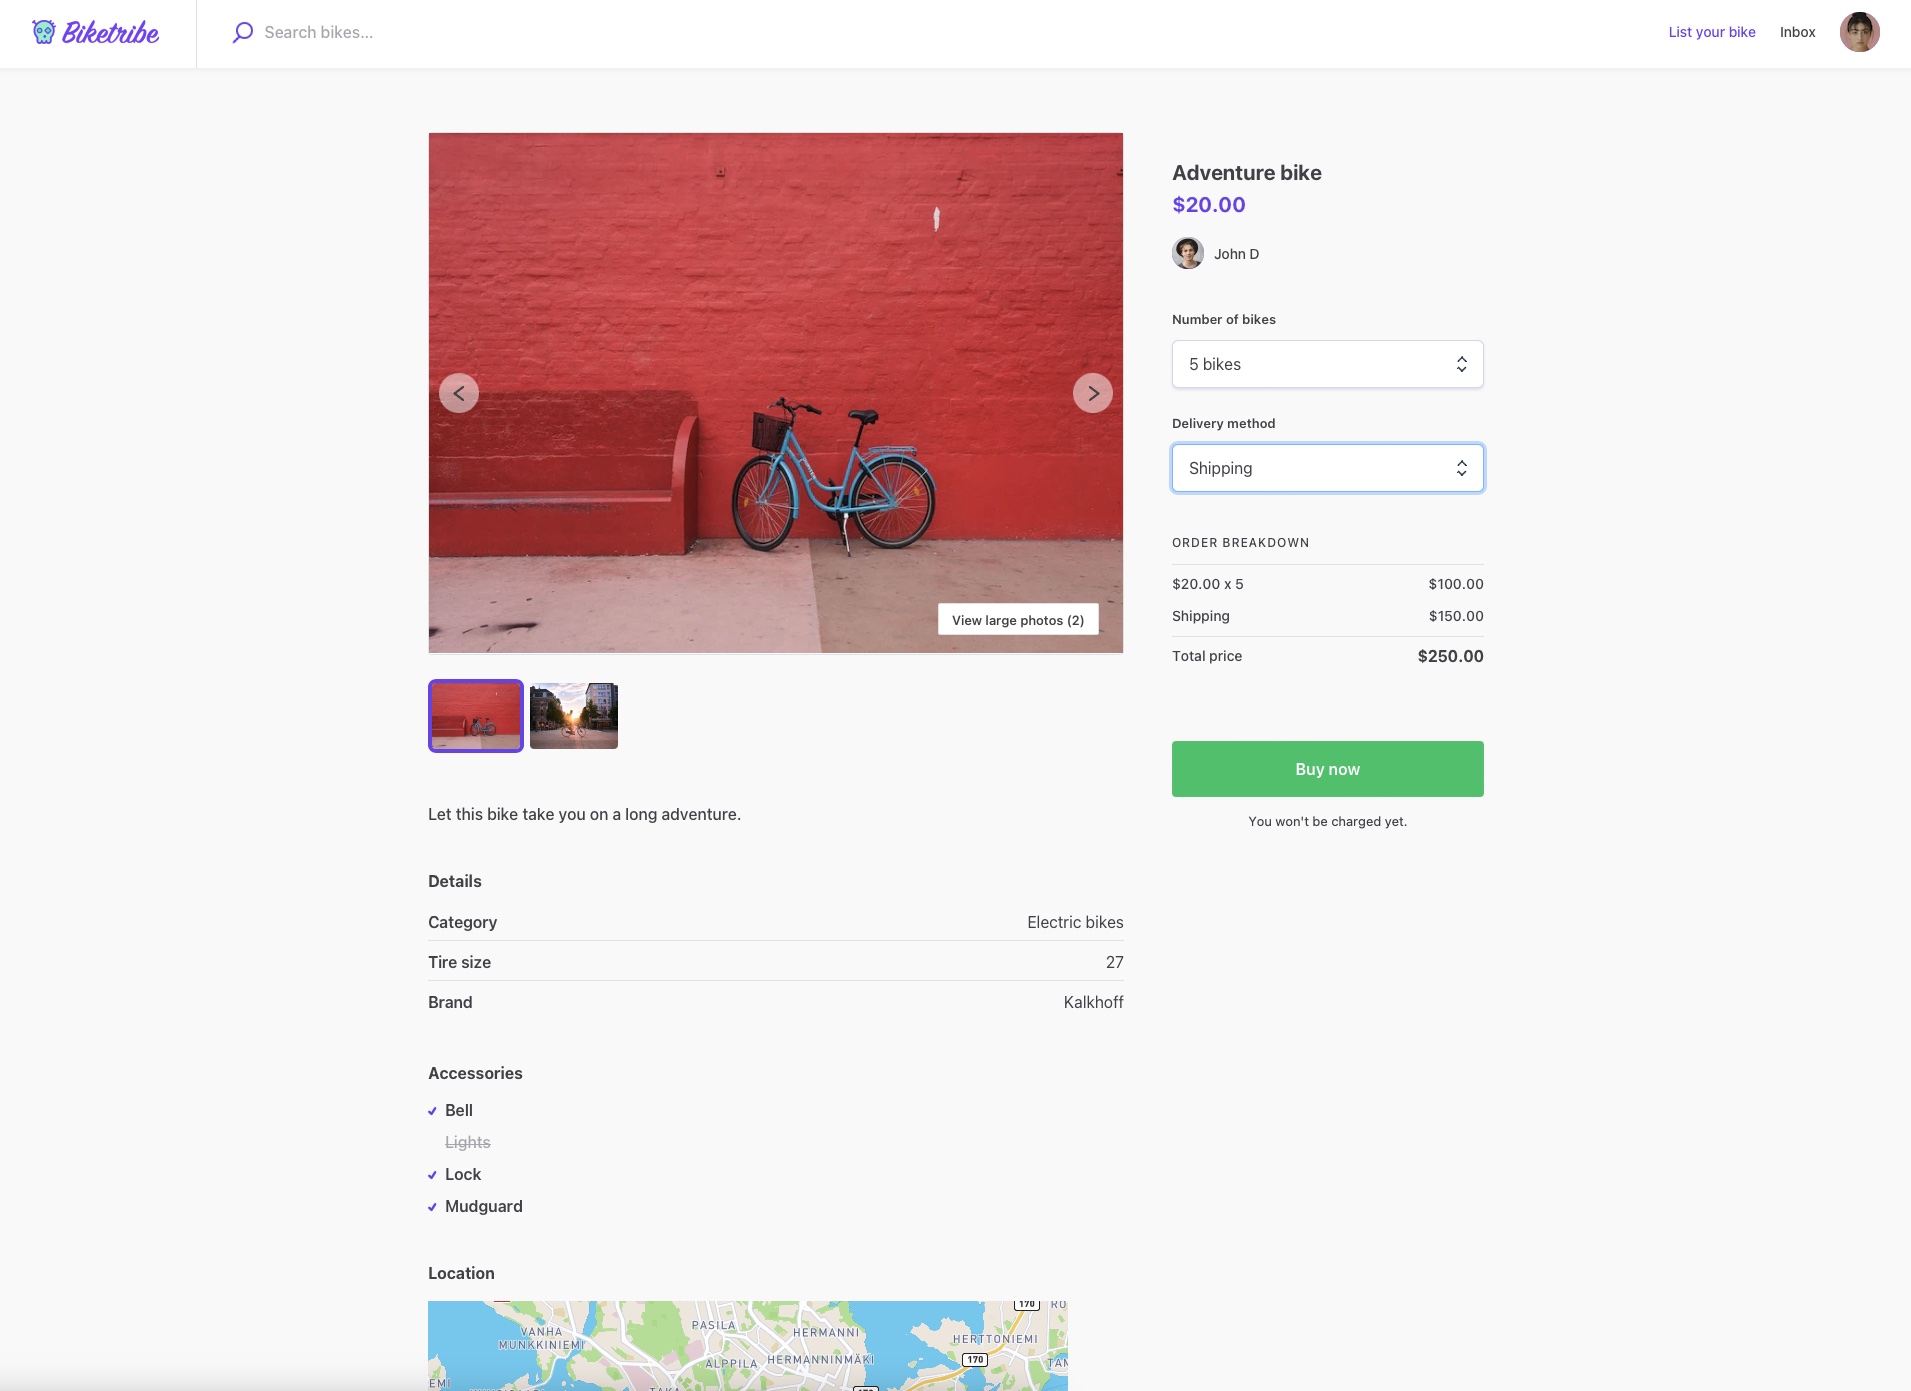 Biketribe
Search bikes...
List your bike
Inbox
Adventure bike
$20.00
John D
Number of bikes
5 bikes
Delivery method
Shipping
ORDER BREAKDOWN
$20.00 x 5 $100.00
Shipping $150.00
Total price $250.00
Buy now
You won't be charged yet.
View large photos (2)
Let this bike take you on a long adventure.
Details
Category Electric bikes
Tire size 27
Brand Kalkhoff
Accessories
Bell
Lights
Lock
Mudguard
Location
170 RO
PASILA
VANHA
MUNKKINIEMI
HERMANNI
HERTTONIEMI
ALPPILA HERMANNINMÄKI
170
TAM